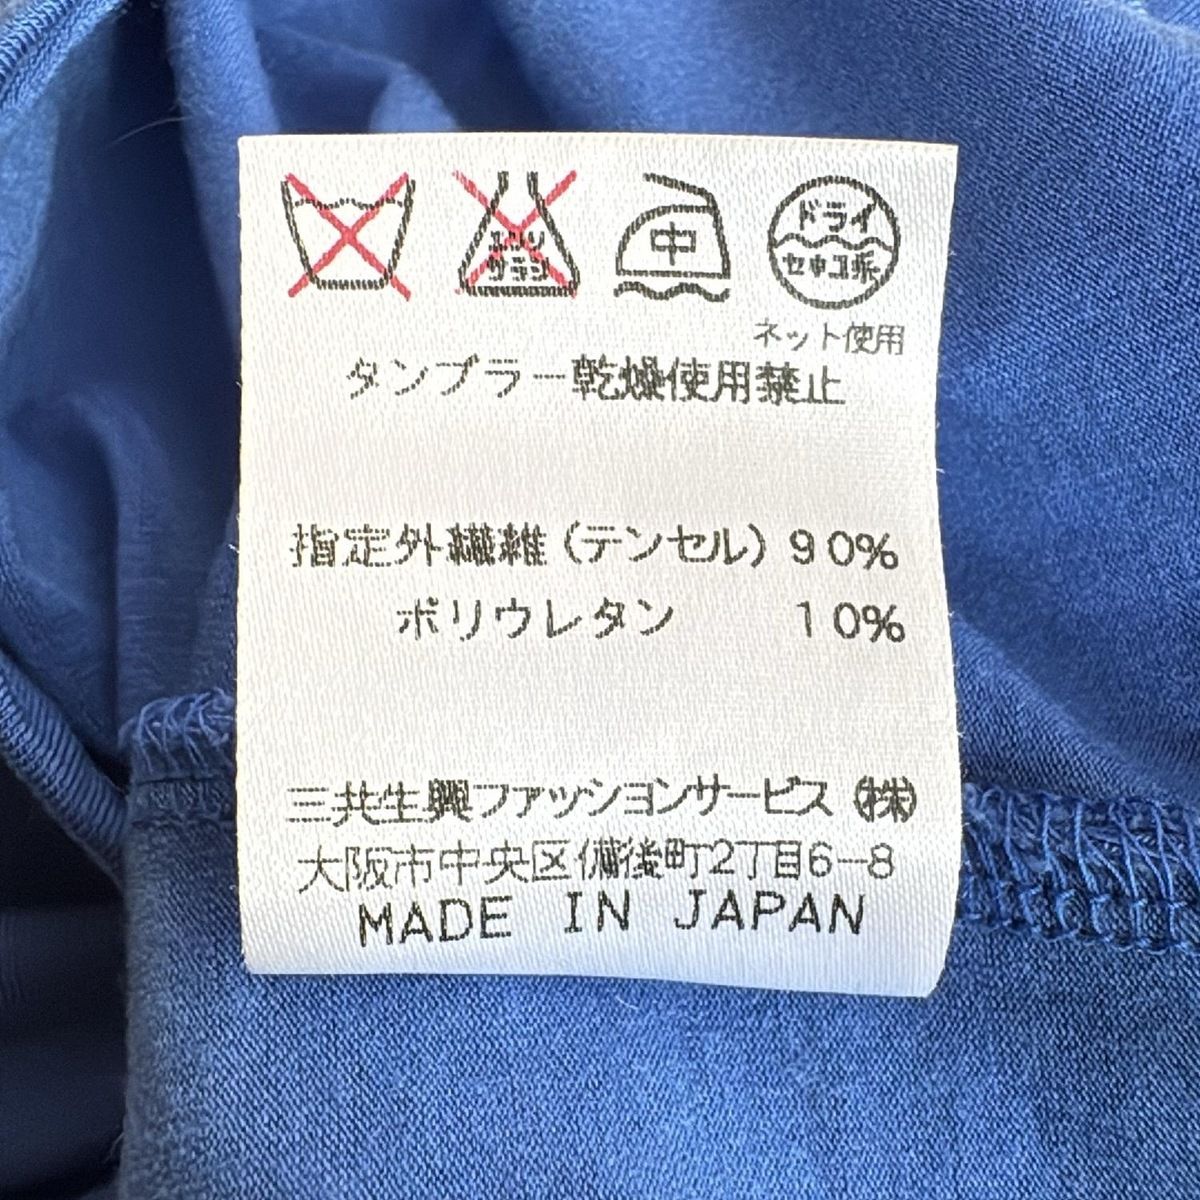 エンソ
サラシ
中
ドライ
セキユ系
ネット使用
タンブラー乾燥使用禁止
指定外繊維(テンセル) 90%
ポリウレタン 10%
三共生興ファッションサービス(株)
大阪市中央区備後町2丁目6-8
MADE IN JAPAN